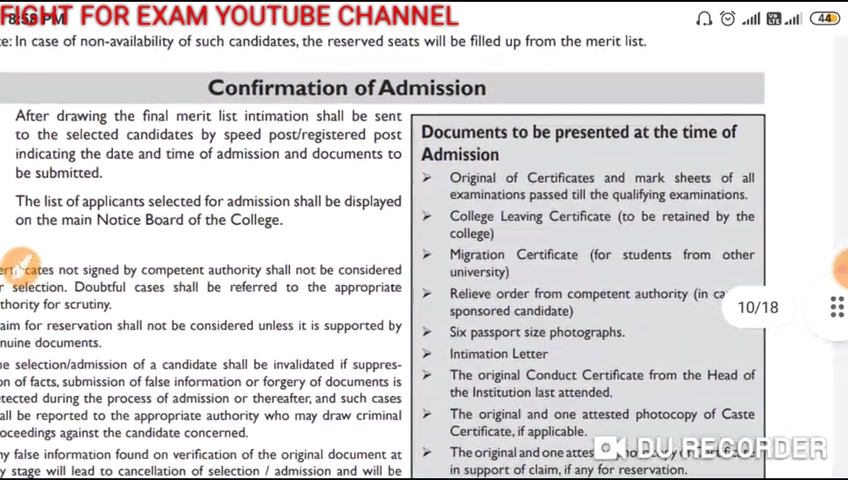 FIGHT FOR EXAM YOUTUBE CHANNEL
8:58 PM
44
te: In case of non-availability of such candidates, the reserved seats will be filled up from the merit list.
Confirmation of Admission
After drawing the final merit list intimation shall be sent
to the selected candidates by speed post/registered post
indicating the date and time of admission and documents to
be submitted.
The list of applicants selected for admission shall be displayed
on the main Notice Board of the College.
cates not signed by competent authority shall not be considered
r selection. Doubtful cases shall be referred to the appropriate
thority for scrutiny.
aim for reservation shall not be considered unless it is supported by
nuine documents.
e selection/admission of a candidate shall be invalidated if suppres-
on of facts, submission of false information or forgery of documents is
etected during the process of admission or thereafter, and such cases
all be reported to the appropriate authority who may draw criminal
oceedings against the candidate concerned.
ny false information found on verification of the original document at
y stage will lead to cancellation of selection / admission and will be
Documents to be presented at the time of
Admission
➢ Original of Certificates and mark sheets of all
examinations passed till the qualifying examinations.
➢ College Leaving Certificate (to be retained by the
college)
➢ Migration Certificate (for students from other
university)
➢ Relieve order from competent authority (in ca
sponsored candidate)
➢ Six passport size photographs.
➢ Intimation Letter
➢ The original Conduct Certificate from the Head of
the Institution last attended.
➢ The original and one attested photocopy of Caste
Certificate, if applicable.
➢ The original and one attes
in support of claim, if any for reservation.
10/18
DU RECORDER